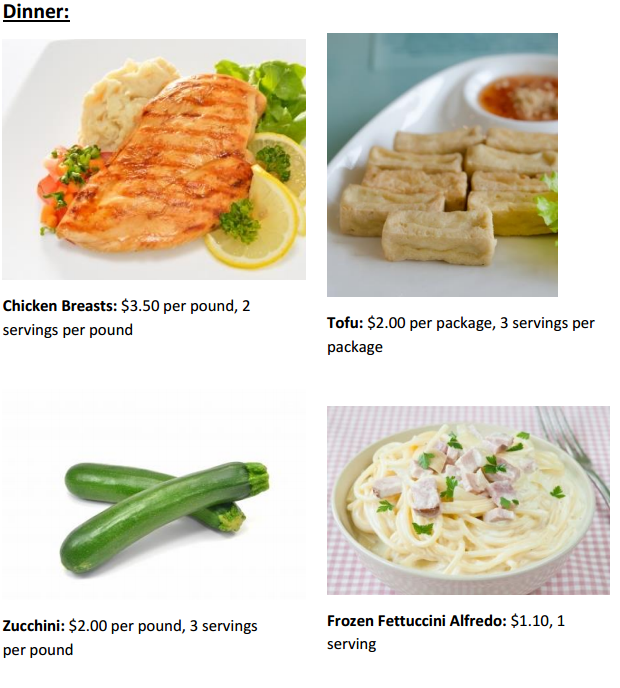 Dinner:
Chicken Breasts: $3.50 per pound, 2
servings per pound
Tofu: $2.00 per package, 3 servings per
package
Zucchini: $2.00 per pound, 3 servings
per pound
Frozen Fettuccini Alfredo: $1.10, 1
serving